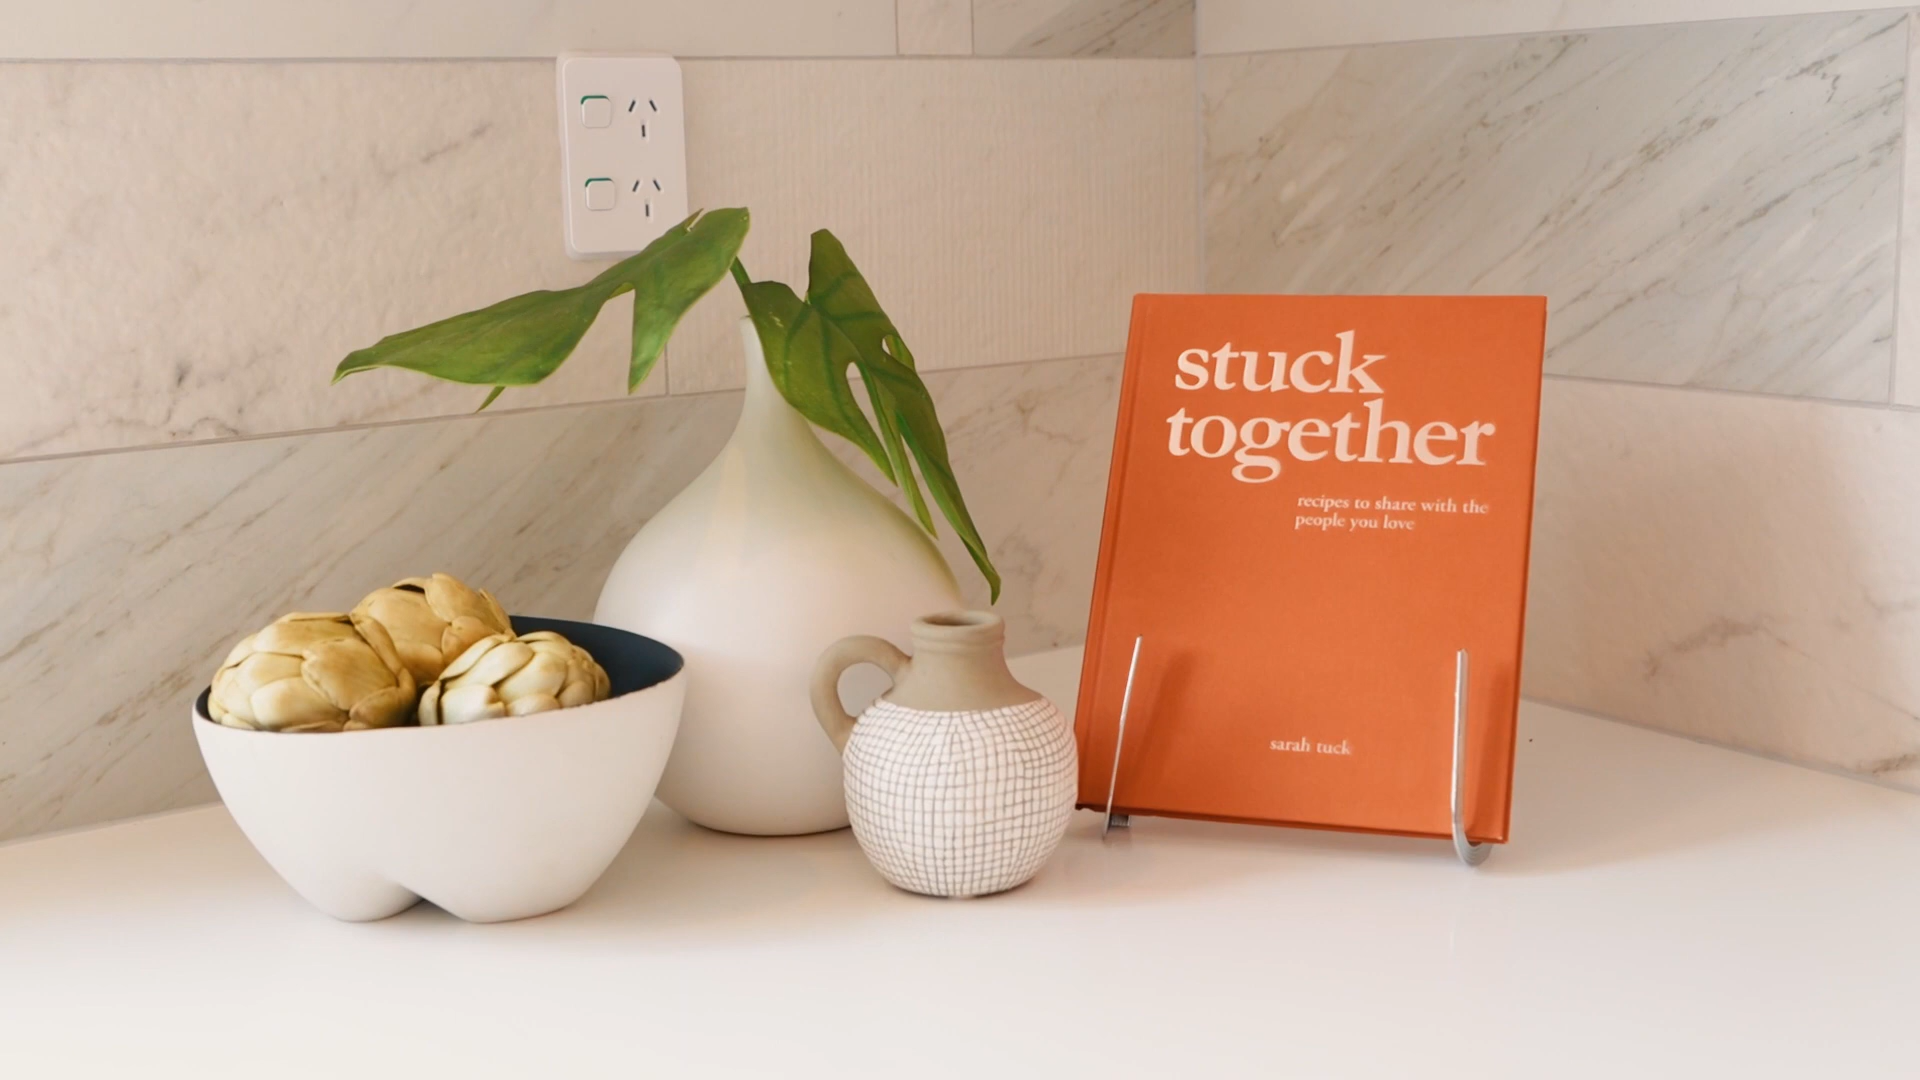 stuck
together
recipes to share with the
people you love
sarah tuck